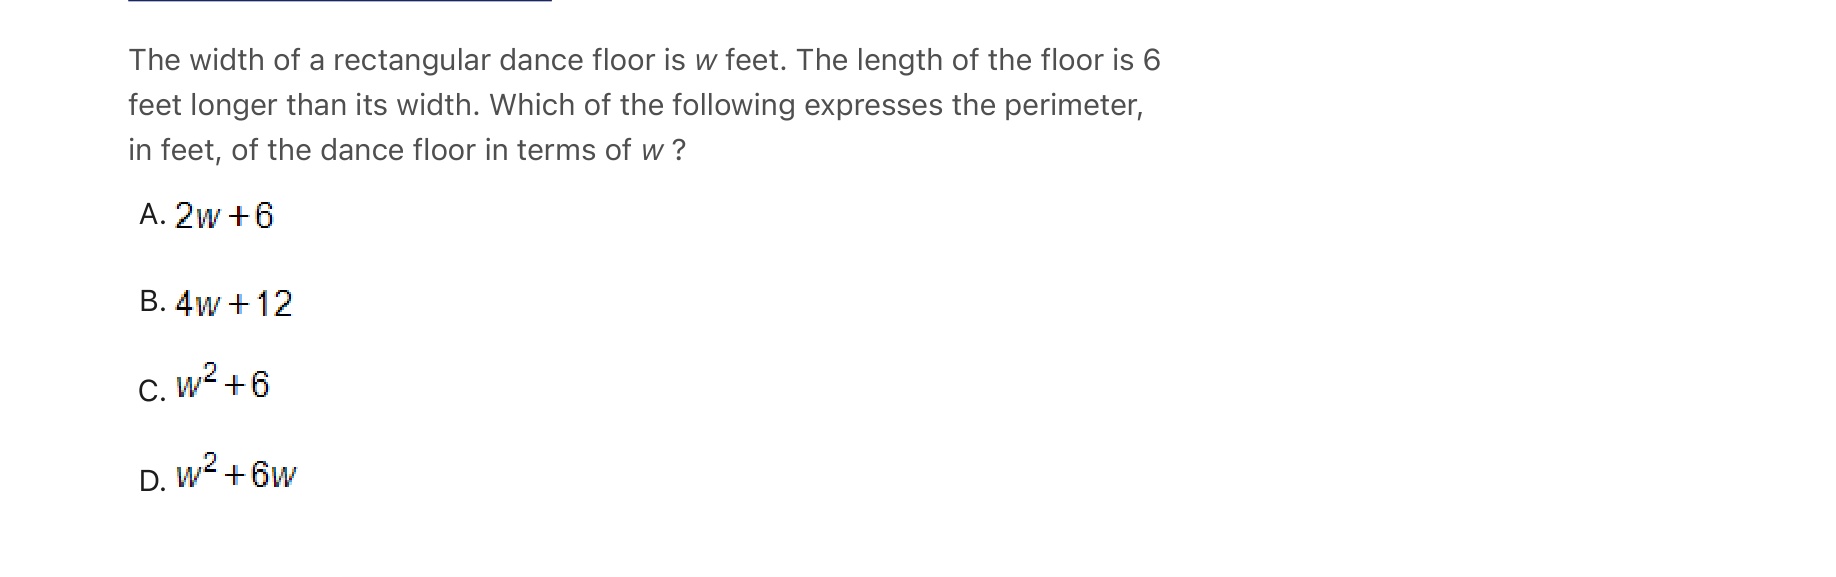 The width of a rectangular dance floor is w feet. The length of the floor is 6
feet longer than its width. Which of the following expresses the perimeter,
in feet, of the dance floor in terms of w ?
A. 2w + 6
B. 4w + 12
C. w² + 6
D. w² + 6w